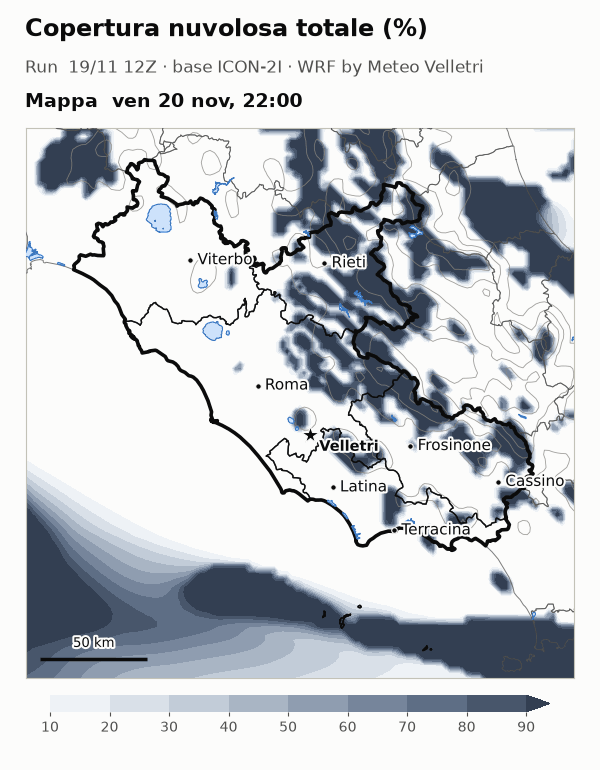 Copertura nuvolosa totale (%)
Run  19/11 12Z · base ICON-2I · WRF by Meteo Velletri
Mappa  ven 20 nov, 22:00
Viterbo
Rieti
Roma
Velletri
Frosinone
Latina
Cassino
Terracina
50 km
10 20 30 40 50 60 70 80 90